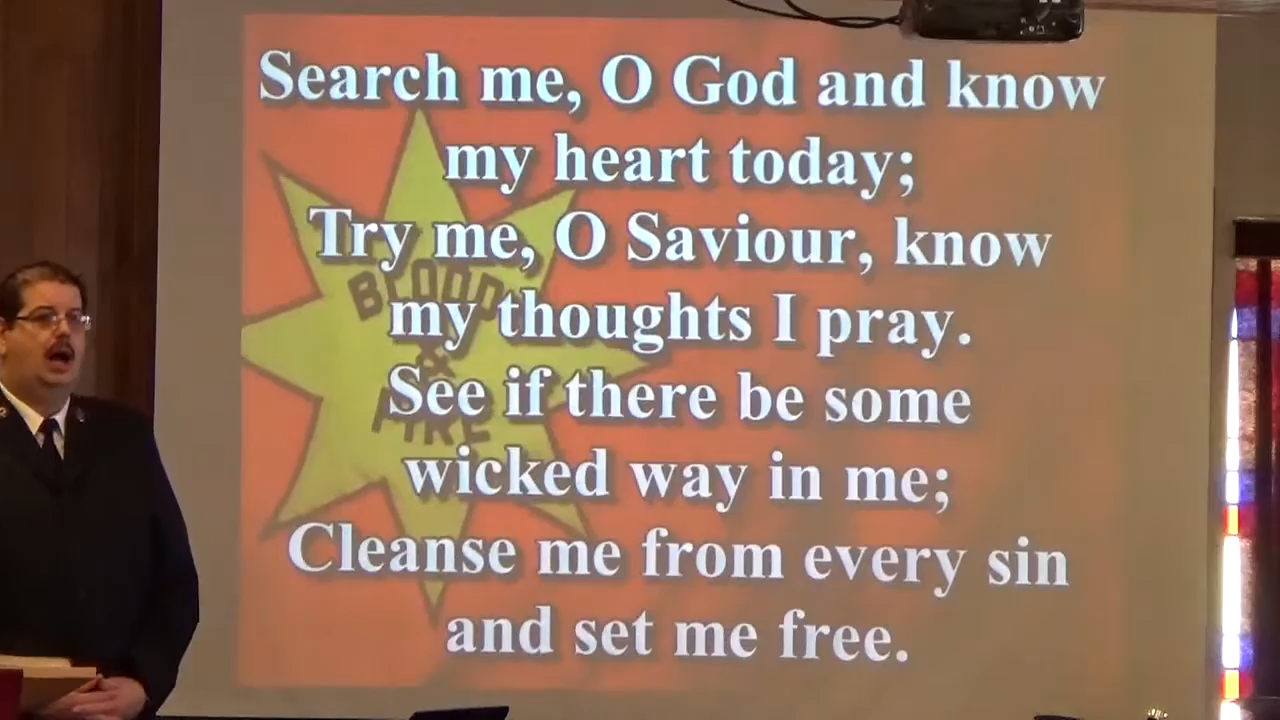 Search me, O God and know
my heart today;
Try me, O Saviour, know
my thoughts I pray.
See if there be some
wicked way in me;
Cleanse me from every sin
and set me free.
BLOOD
&
FIRE